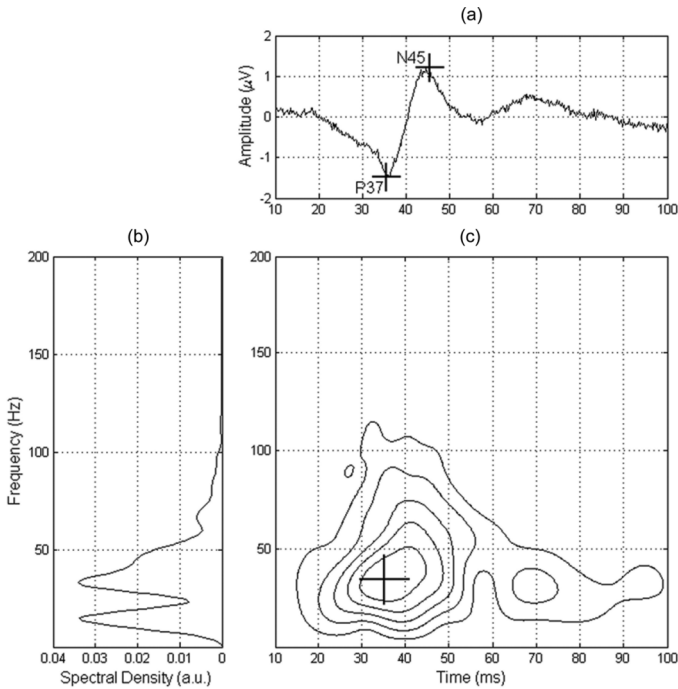 (a)
2
1
0
-1
-2
Amplitude (μV)
N45
P37
10 20 30 40 50 60 70 80 90 100
(b)
200
150
100
50
Frequency (Hz)
0.04 0.03 0.02 0.01 0
Spectral Density (a.u.)
(c)
200
150
100
50
10 20 30 40 50 60 70 80 90 100
Time (ms)